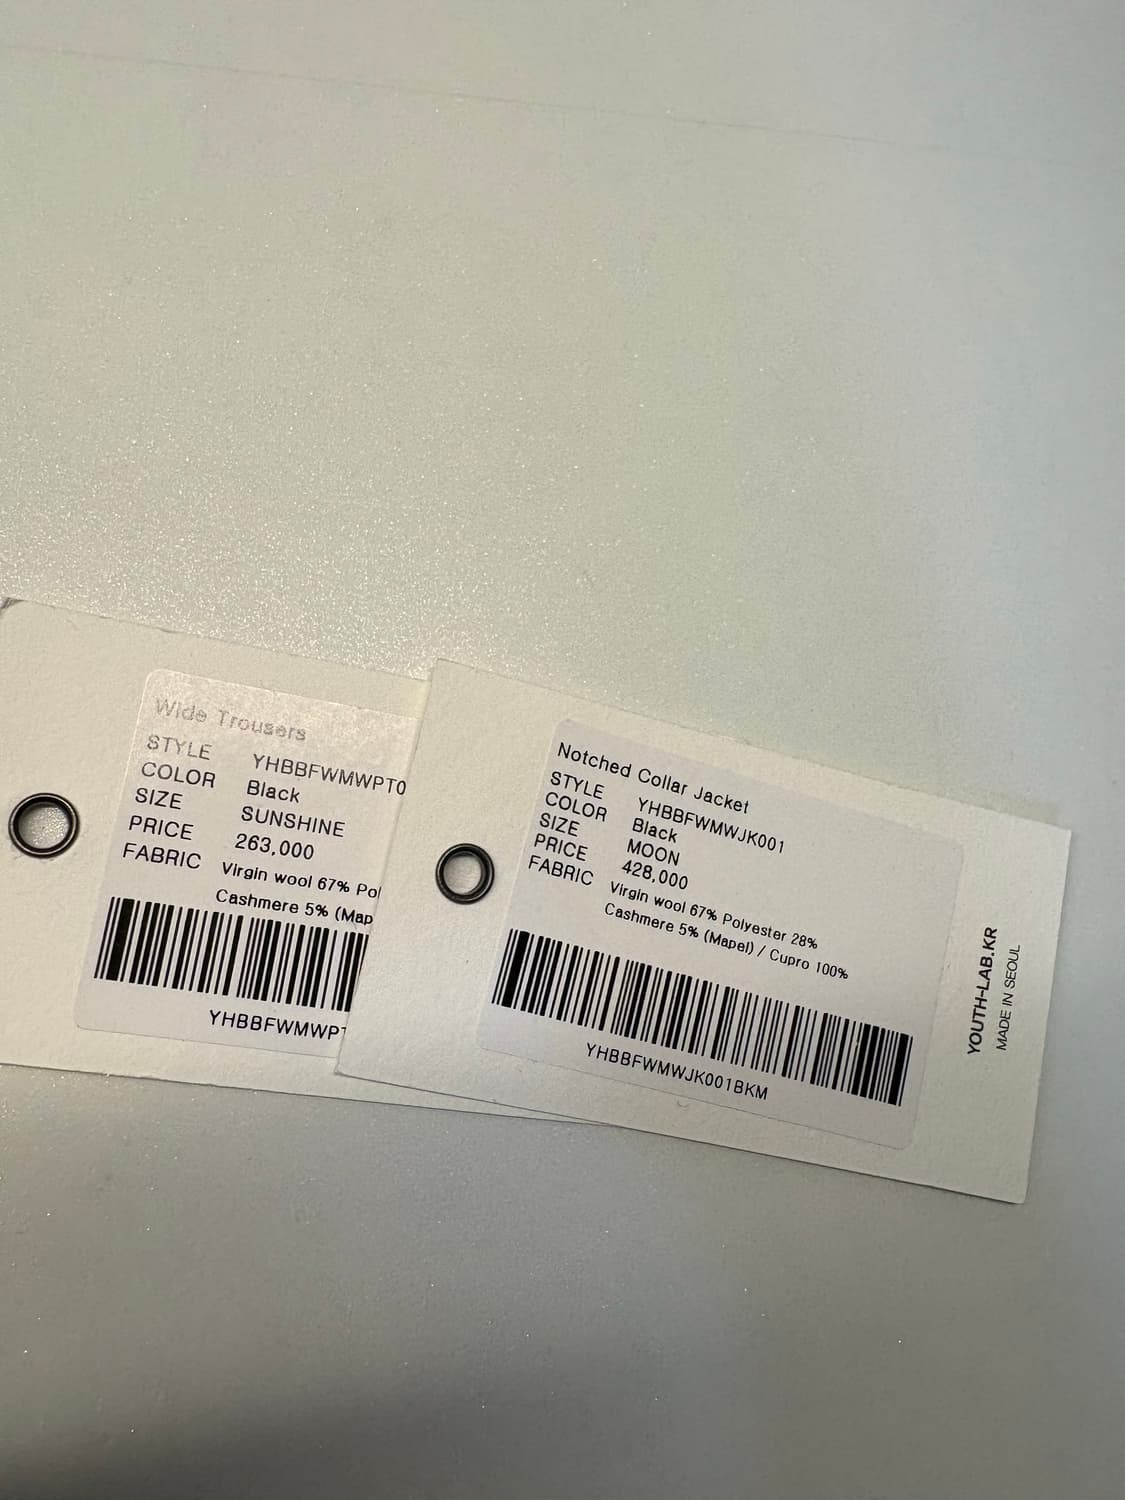 Wide Trousers
STYLE YHBBFWMWPT0
COLOR Black
SIZE SUNSHINE
PRICE 263,000
FABRIC Virgin wool 67% Pol
Cashmere 5% (Map
YHBBFWMWPT
Notched Collar Jacket
STYLE YHBBFWMWJK001
COLOR Black
SIZE MOON
PRICE 428,000
FABRIC Virgin wool 67% Polyester 28%
Cashmere 5% (Mapel) / Cupro 100%
YHBBFWMWJK001BKM
YOUTH-LAB.KR
MADE IN SEOUL